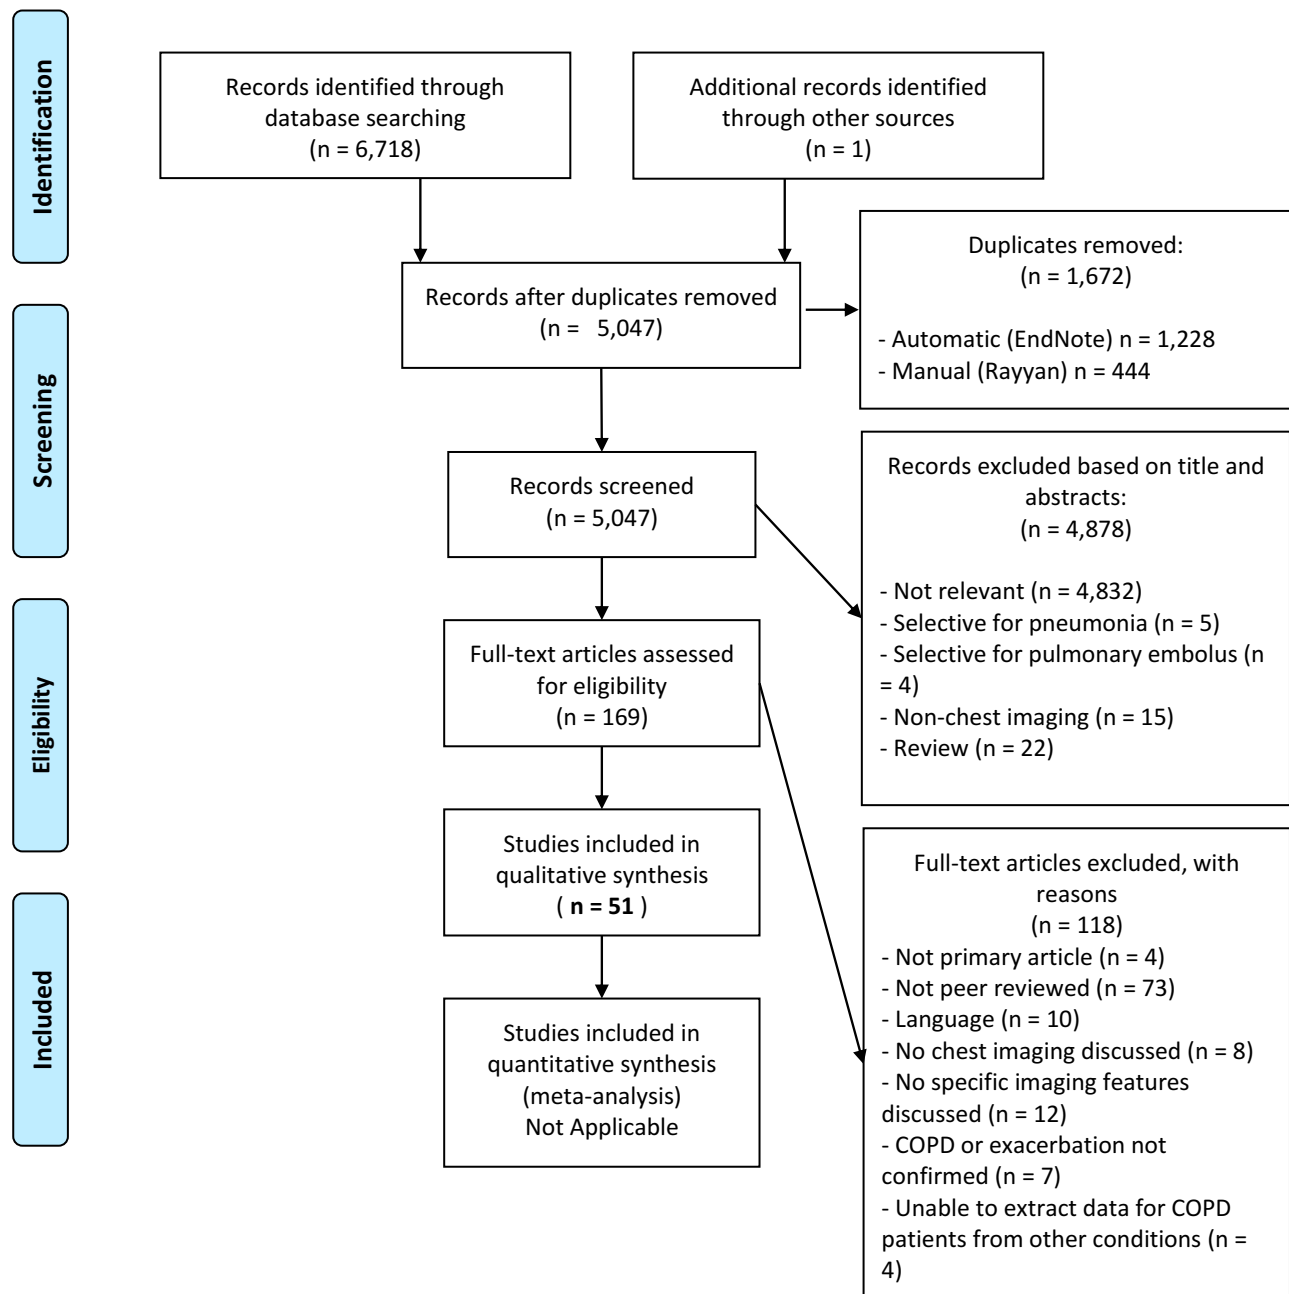 Identification
Records identified through
database searching
(n = 6,718)
Additional records identified
through other sources
(n = 1)
Duplicates removed:
(n = 1,672)
- Automatic (EndNote) n = 1,228
- Manual (Rayyan) n = 444
Records after duplicates removed
(n = 5,047)
Screening
Records screened
(n = 5,047)
Records excluded based on title and
abstracts:
(n = 4,878)
- Not relevant (n = 4,832)
- Selective for pneumonia (n = 5)
- Selective for pulmonary embolus (n
= 4)
- Non-chest imaging (n = 15)
- Review (n = 22)
Eligibility
Full-text articles assessed
for eligibility
(n = 169)
Full-text articles excluded, with
reasons
(n = 118)
- Not primary article (n = 4)
- Not peer reviewed (n = 73)
- Language (n = 10)
- No chest imaging discussed (n = 8)
- No specific imaging features
discussed (n = 12)
- COPD or exacerbation not
confirmed (n = 7)
- Unable to extract data for COPD
patients from other conditions (n =
4)
Included
Studies included in
qualitative synthesis
( n = 51 )
Studies included in
quantitative synthesis
(meta-analysis)
Not Applicable